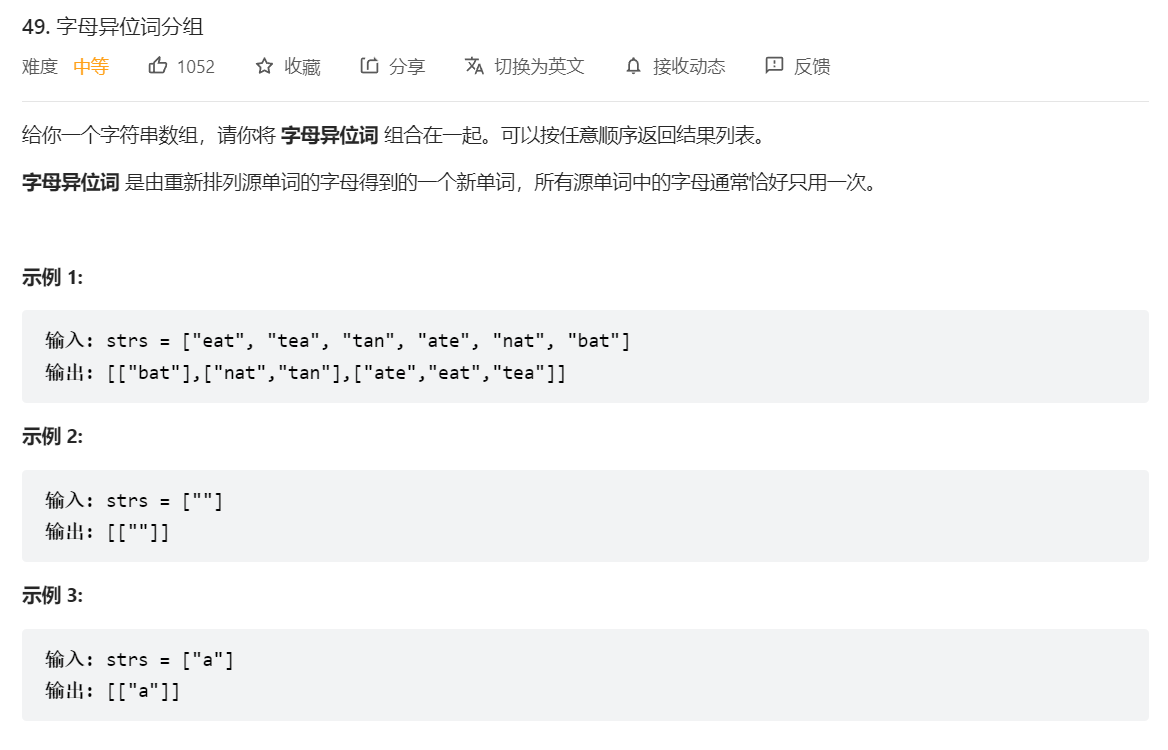 49. 字母异位词分组
难度 中等 1052 收藏 分享 切换为英文 接收动态 反馈
给你一个字符串数组，请你将 字母异位词 组合在一起。可以按任意顺序返回结果列表。
字母异位词 是由重新排列源单词的字母得到的一个新单词，所有源单词中的字母通常恰好只用一次。
示例 1:
输入: strs = ["eat", "tea", "tan", "ate", "nat", "bat"]
输出: [["bat"],["nat","tan"],["ate","eat","tea"]]
示例 2:
输入: strs = [""]
输出: [[""]]
示例 3:
输入: strs = ["a"]
输出: [["a"]]